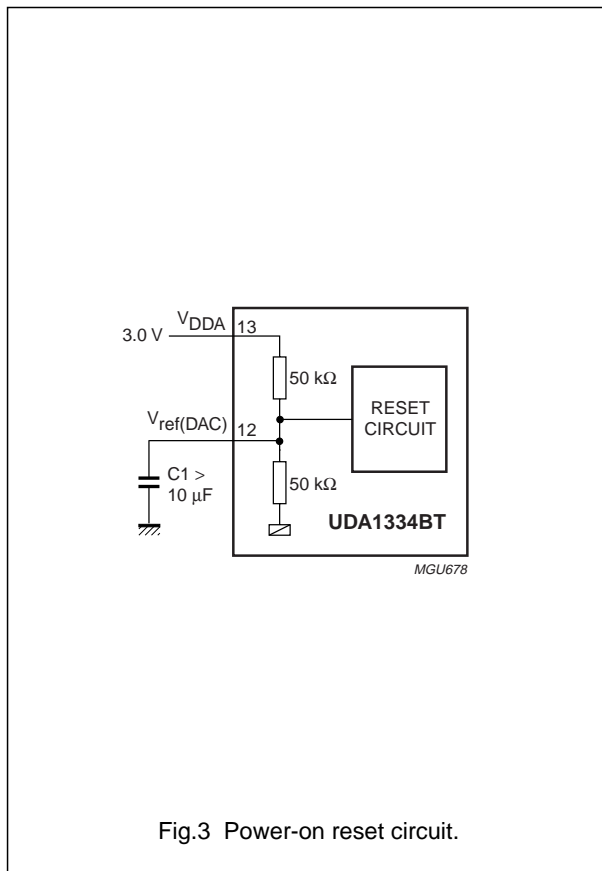 VDDA
3.0 V
13
50 kΩ
RESET
CIRCUIT
Vref(DAC)
12
C1 >
10 μF
50 kΩ
UDA1334BT
MGU678
Fig.3 Power-on reset circuit.